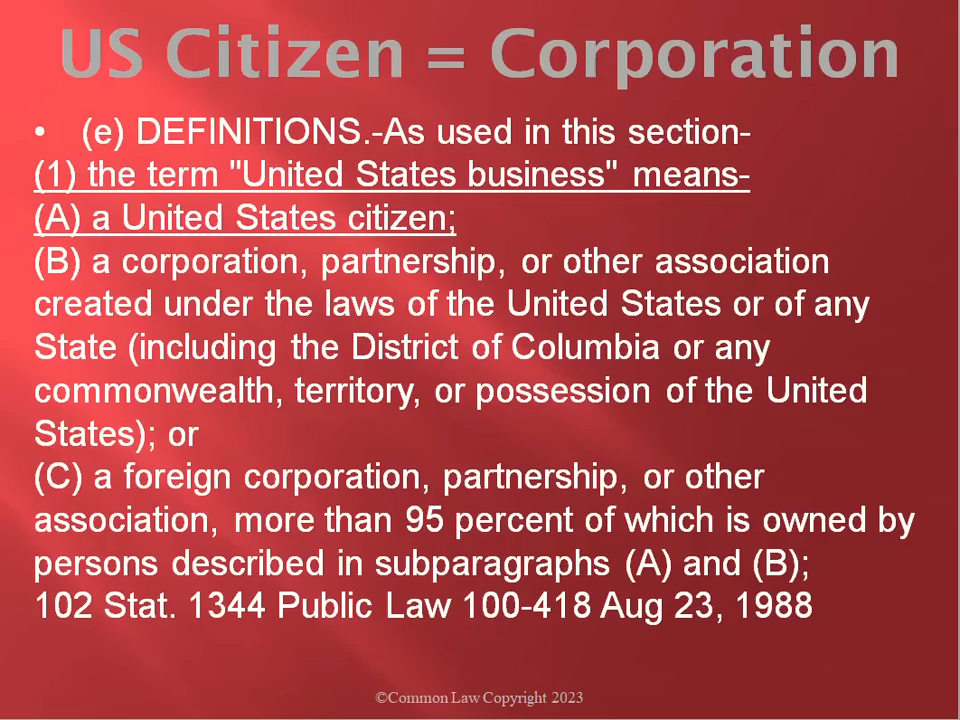 US Citizen = Corporation
• (e) DEFINITIONS.-As used in this section-
(1) the term "United States business" means-
(A) a United States citizen;
(B) a corporation, partnership, or other association
created under the laws of the United States or of any
State (including the District of Columbia or any
commonwealth, territory, or possession of the United
States); or
(C) a foreign corporation, partnership, or other
association, more than 95 percent of which is owned by
persons described in subparagraphs (A) and (B);
102 Stat. 1344 Public Law 100-418 Aug 23, 1988
©Common Law Copyright 2023